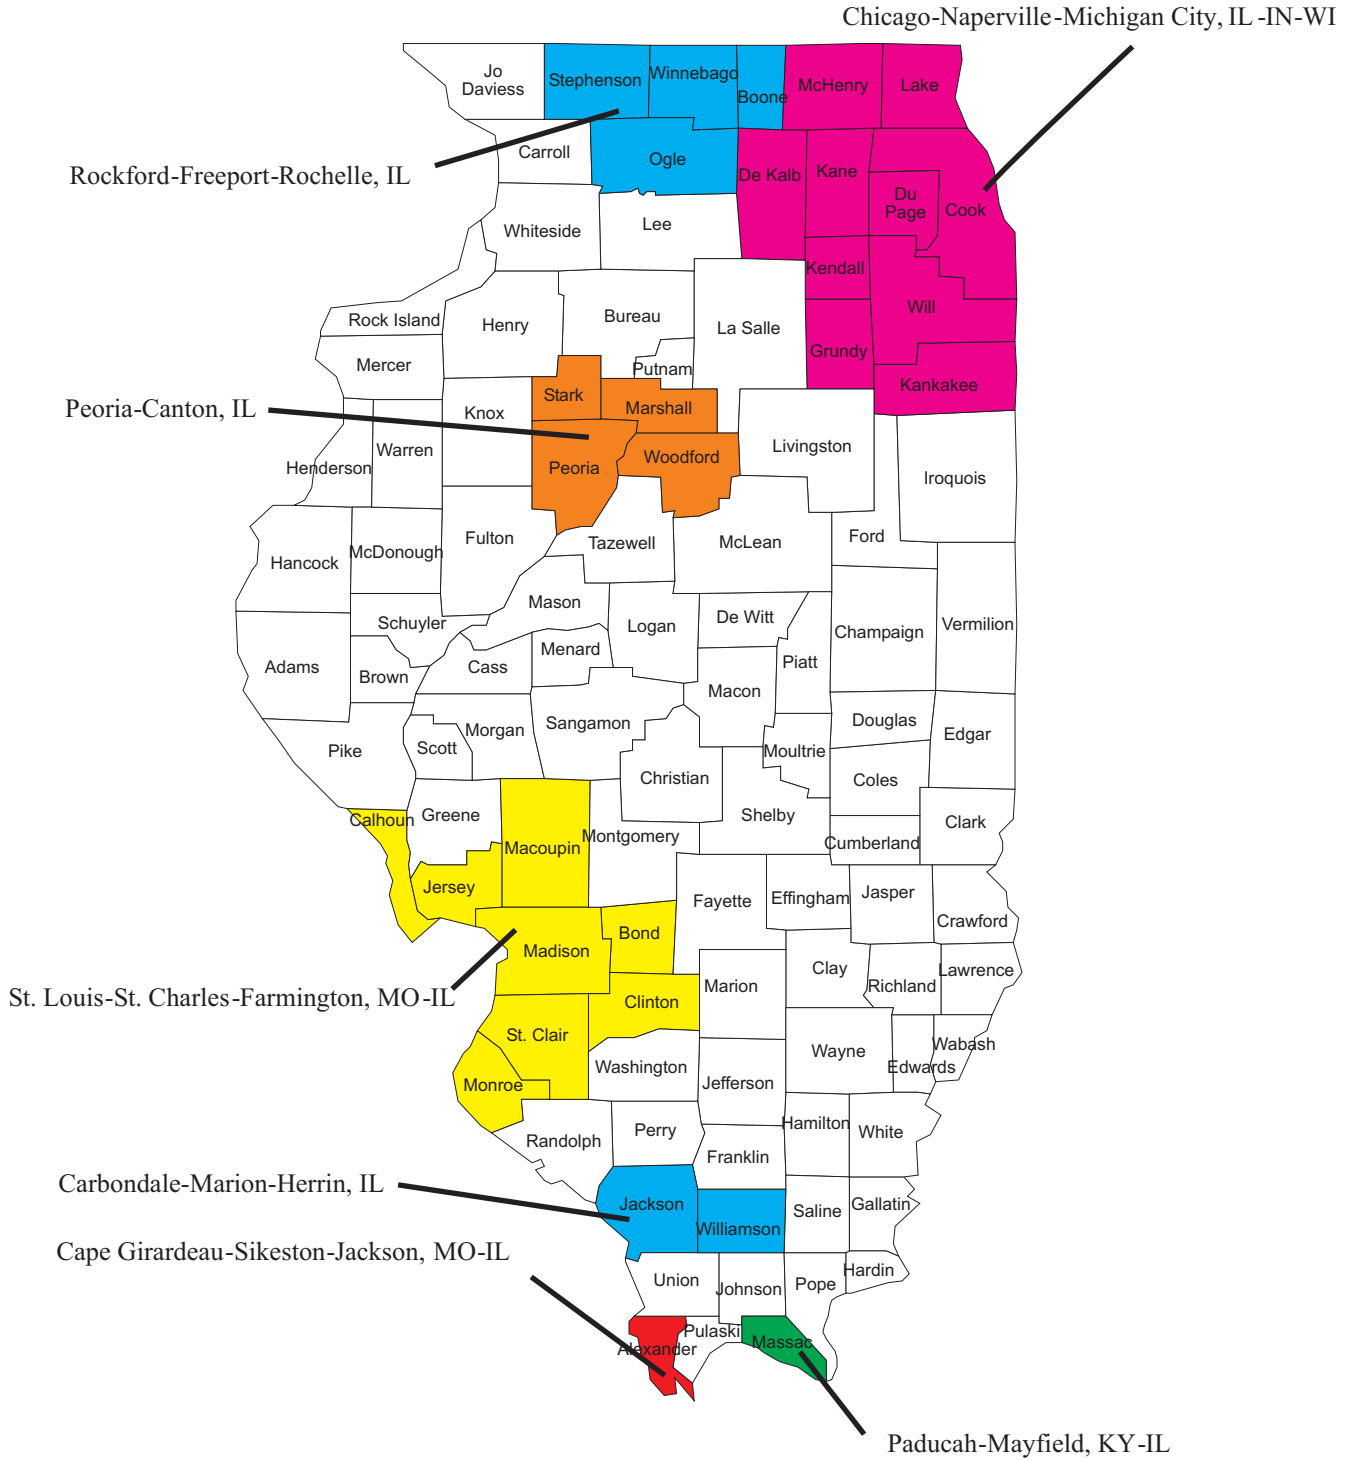 Chicago-Naperville-Michigan City, IL-IN-WI
Jo
Daviess
Stephenson
Winnebago
Boone
McHenry
Lake
Rockford-Freeport-Rochelle, IL
Carroll
Ogle
De Kalb
Kane
Du
Page
Cook
Whiteside
Lee
Kendall
Will
Rock Island
Henry
Bureau
La Salle
Grundy
Mercer
Putnam
Kankakee
Peoria-Canton, IL
Knox
Stark
Marshall
Henderson
Warren
Peoria
Woodford
Livingston
Iroquois
Hancock
McDonough
Fulton
Tazewell
McLean
Ford
Schuyler
Mason
Logan
De Witt
Champaign
Vermilion
Adams
Brown
Cass
Menard
Piatt
Macon
Pike
Scott
Morgan
Sangamon
Douglas
Edgar
Moultrie
Christian
Coles
Calhoun
Greene
Macoupin
Montgomery
Shelby
Cumberland
Clark
Jersey
Fayette
Effingham
Jasper
Crawford
Madison
Bond
Clay
Lawrence
St. Louis-St. Charles-Farmington, MO-IL
Clinton
Marion
Richland
St. Clair
Wayne
Wabash
Edwards
Monroe
Washington
Jefferson
Randolph
Perry
Hamilton
White
Franklin
Carbondale-Marion-Herrin, IL
Jackson
Williamson
Saline
Gallatin
Cape Girardeau-Sikeston-Jackson, MO-IL
Union
Johnson
Pope
Hardin
Alexander
Pulaski
Massac
Paducah-Mayfield, KY-IL